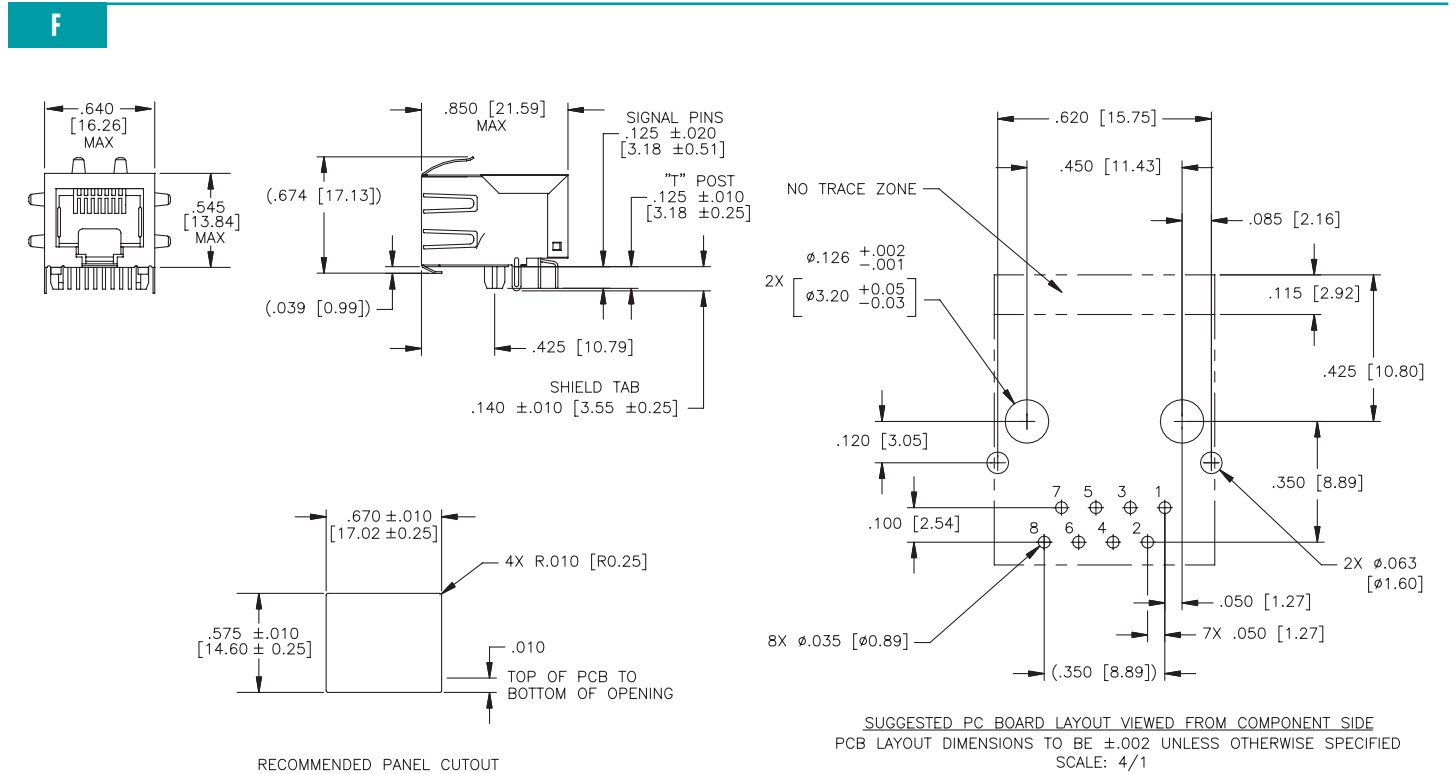 F
.640
[16.26]
MAX
.545
[13.84]
MAX
.850 [21.59]
MAX
SIGNAL PINS
.125 ±.020
[3.18 ±0.51]
"T" POST
.125 ±.010
[3.18 ±0.25]
(.674 [17.13])
(.039 [0.99])
.425 [10.79]
SHIELD TAB
.140 ±.010 [3.55 ±0.25]
.620 [15.75]
.450 [11.43]
NO TRACE ZONE
.085 [2.16]
2X
ø.126 +.002
-.001
[ø3.20 +0.05
-0.03]
.115 [2.92]
.425 [10.80]
.120 [3.05]
.350 [8.89]
7 5 3 1
.100 [2.54]
8 6 4 2
2X ø.063
[ø1.60]
.050 [1.27]
8X ø.035 [ø0.89]
7X .050 [1.27]
(.350 [8.89])
.670 ±.010
[17.02 ±0.25]
4X R.010 [R0.25]
.575 ±.010
[14.60 ± 0.25]
.010
TOP OF PCB TO
BOTTOM OF OPENING
RECOMMENDED PANEL CUTOUT
SUGGESTED PC BOARD LAYOUT VIEWED FROM COMPONENT SIDE
PCB LAYOUT DIMENSIONS TO BE ±.002 UNLESS OTHERWISE SPECIFIED
SCALE: 4/1